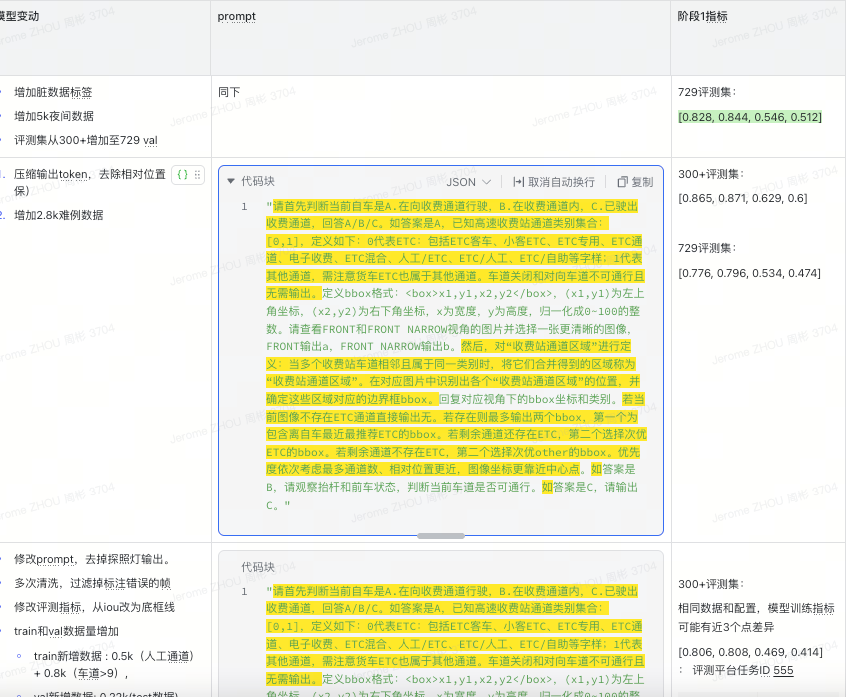 模型变动
prompt
阶段1指标
增加脏数据标签
增加5k夜间数据
评测集从300+增加至729 val
同下
729评测集：
[0.828, 0.844, 0.546, 0.512]
1. 压缩输出token，去除相对位置
保）
2. 增加2.8k难例数据
代码块
JSON
取消自动换行
复制
1
"请首先判断当前自车是A.在向收费通道行驶，B.在收费通道内，C.已驶出
收费通道，回答A/B/C。如答案是A，已知高速收费站通道类别集合：
[0,1]，定义如下：0代表ETC：包括ETC客车、小客ETC、ETC专用、ETC通
道、电子收费、ETC混合、人工/ETC、ETC/人工、ETC/自助等字样；1代表
其他通道，需注意货车ETC也属于其他通道。车道关闭和对向车道不可通行且
无需输出。定义bbox格式：<box>x1,y1,x2,y2</box>，(x1,y1)为左上
角坐标，(x2,y2)为右下角坐标，x为宽度，y为高度，归一化成0~100的整
数。请查看FRONT和FRONT NARROW视角的图片并选择一张更清晰的图像，
FRONT输出a，FRONT NARROW输出b。然后，对“收费站通道区域”进行定
义：当多个收费站车道相邻且属于同一类别时，将它们合并得到的区域称为
“收费站通道区域”。在对应图片中识别出各个“收费站通道区域”的位置，并
确定这些区域对应的边界框bbox。回复对应视角下的bbox坐标和类别。若当
前图像不存在ETC通道直接输出无。若存在则最多输出两个bbox，第一个为
包含离自车最近最推荐ETC的bbox。若剩余通道还存在ETC，第二个选择次优
ETC的bbox。若剩余通道不存在ETC，第二个选择次优other的bbox。优先
度依次考虑最多通道数、相对位置更近，图像坐标更靠近中心点。如答案是
B，请观察抬杆和前车状态，判断当前车道是否可通行。如答案是C，请输出
C。"
300+评测集：
[0.865, 0.871, 0.629, 0.6]
729评测集：
[0.776, 0.796, 0.534, 0.474]
修改prompt，去掉探照灯输出。
多次清洗，过滤掉标注错误的帧
修改评测指标，从iou改为底框线
train和val数据量增加
train新增数据：0.5k（人工通道）
+ 0.8k（车道>9），
val新增数据: 0.22k(test数据)
代码块
1
"请首先判断当前自车是A.在向收费通道行驶，B.在收费通道内，C.已驶出
收费通道，回答A/B/C。如答案是A，已知高速收费站通道类别集合：
[0,1]，定义如下：0代表ETC：包括ETC客车、小客ETC、ETC专用、ETC通
道、电子收费、ETC混合、人工/ETC、ETC/人工、ETC/自助等字样；1代表
其他通道，需注意货车ETC也属于其他通道。车道关闭和对向车道不可通行且
无需输出。定义bbox格式：<box>x1,y1,x2,y2</box>，(x1,y1)为左上
角坐标，(x2,y2)为右下角坐标，x为宽度，y为高度，归一化成0~100的整
300+评测集：
相同数据和配置，模型训练指标
可能有近3个点差异
[0.806, 0.808, 0.469, 0.414]
： 评测平台任务ID 555
Jerome ZHOU 周彬 3704